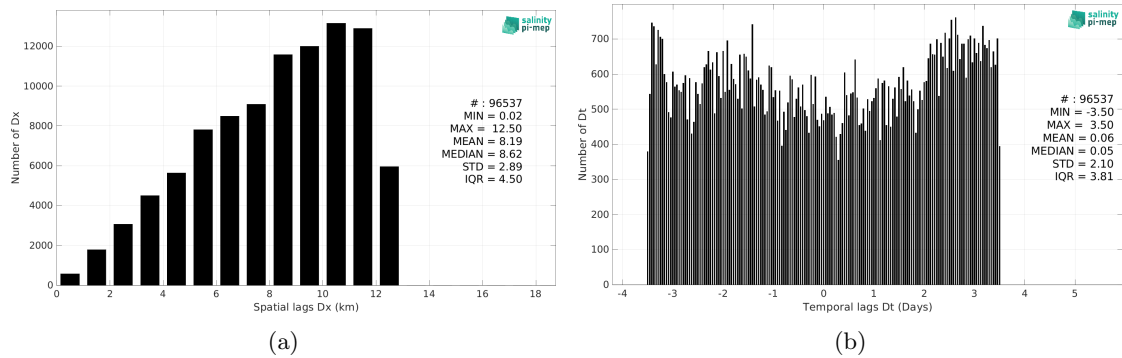 salinity
pi-mep
12000
10000
8000
6000
4000
2000
0
Number of Dx
# : 96537
MIN = 0.02
MAX = 12.50
MEAN = 8.19
MEDIAN = 8.62
STD = 2.89
IQR = 4.50
0 2 4 6 8 10 12 14 16 18
Spatial lags Dx (km)
(a)
salinity
pi-mep
700
600
500
400
300
200
100
0
Number of Dt
# : 96537
MIN = -3.50
MAX = 3.50
MEAN = 0.06
MEDIAN = 0.05
STD = 2.10
IQR = 3.81
-4 -3 -2 -1 0 1 2 3 4 5
Temporal lags Dt (Days)
(b)